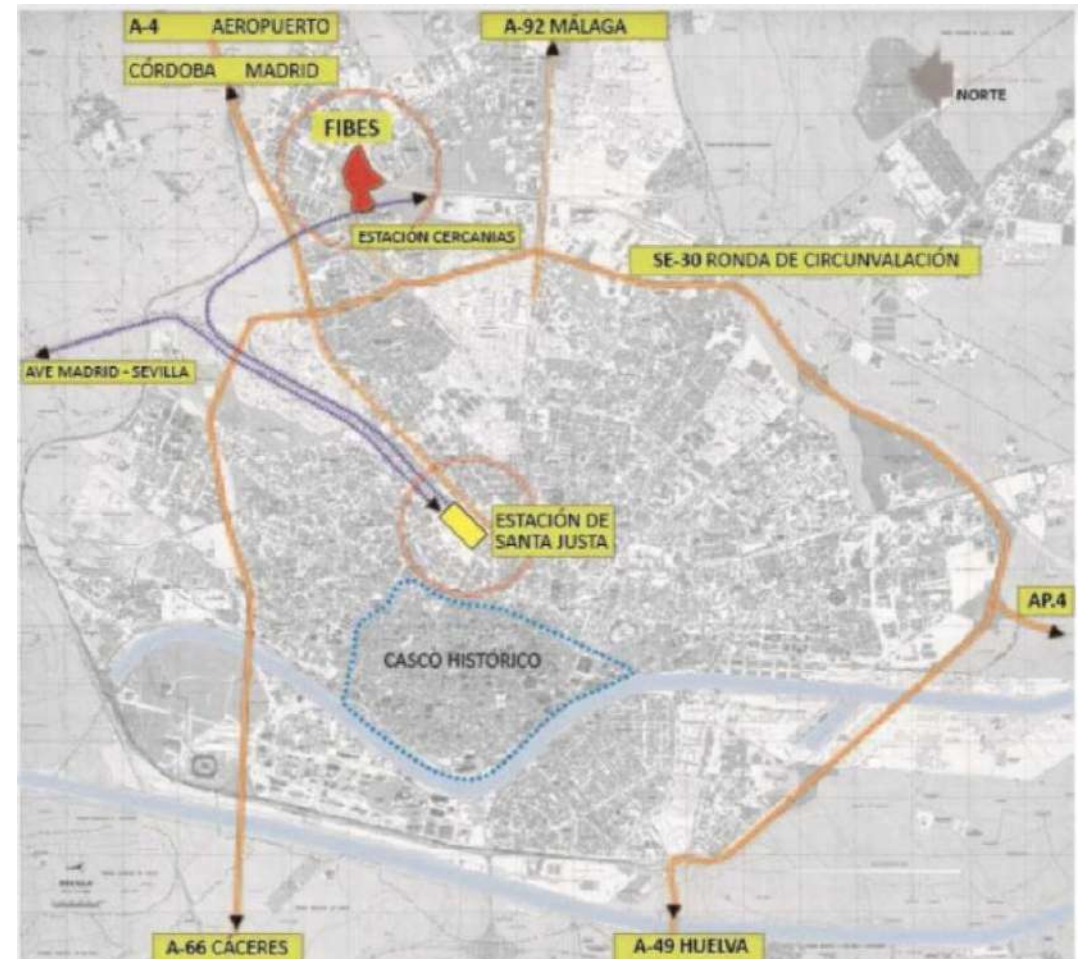 A-4 AEROPUERTO
CÓRDOBA MADRID
A-92 MÁLAGA
NORTE
FIBES
ESTACIÓN CERCANIAS
SE-30 RONDA DE CIRCUNVALACIÓN
AVE MADRID - SEVILLA
ESTACIÓN DE
SANTA JUSTA
AP.4
CASCO HISTÓRICO
A-66 CÁCERES
A-49 HUELVA